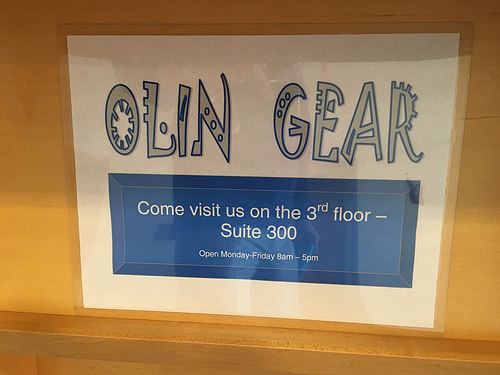 OLIN GEAR
Come visit us on the 3rd floor –
Suite 300
Open Monday-Friday 8am – 5pm